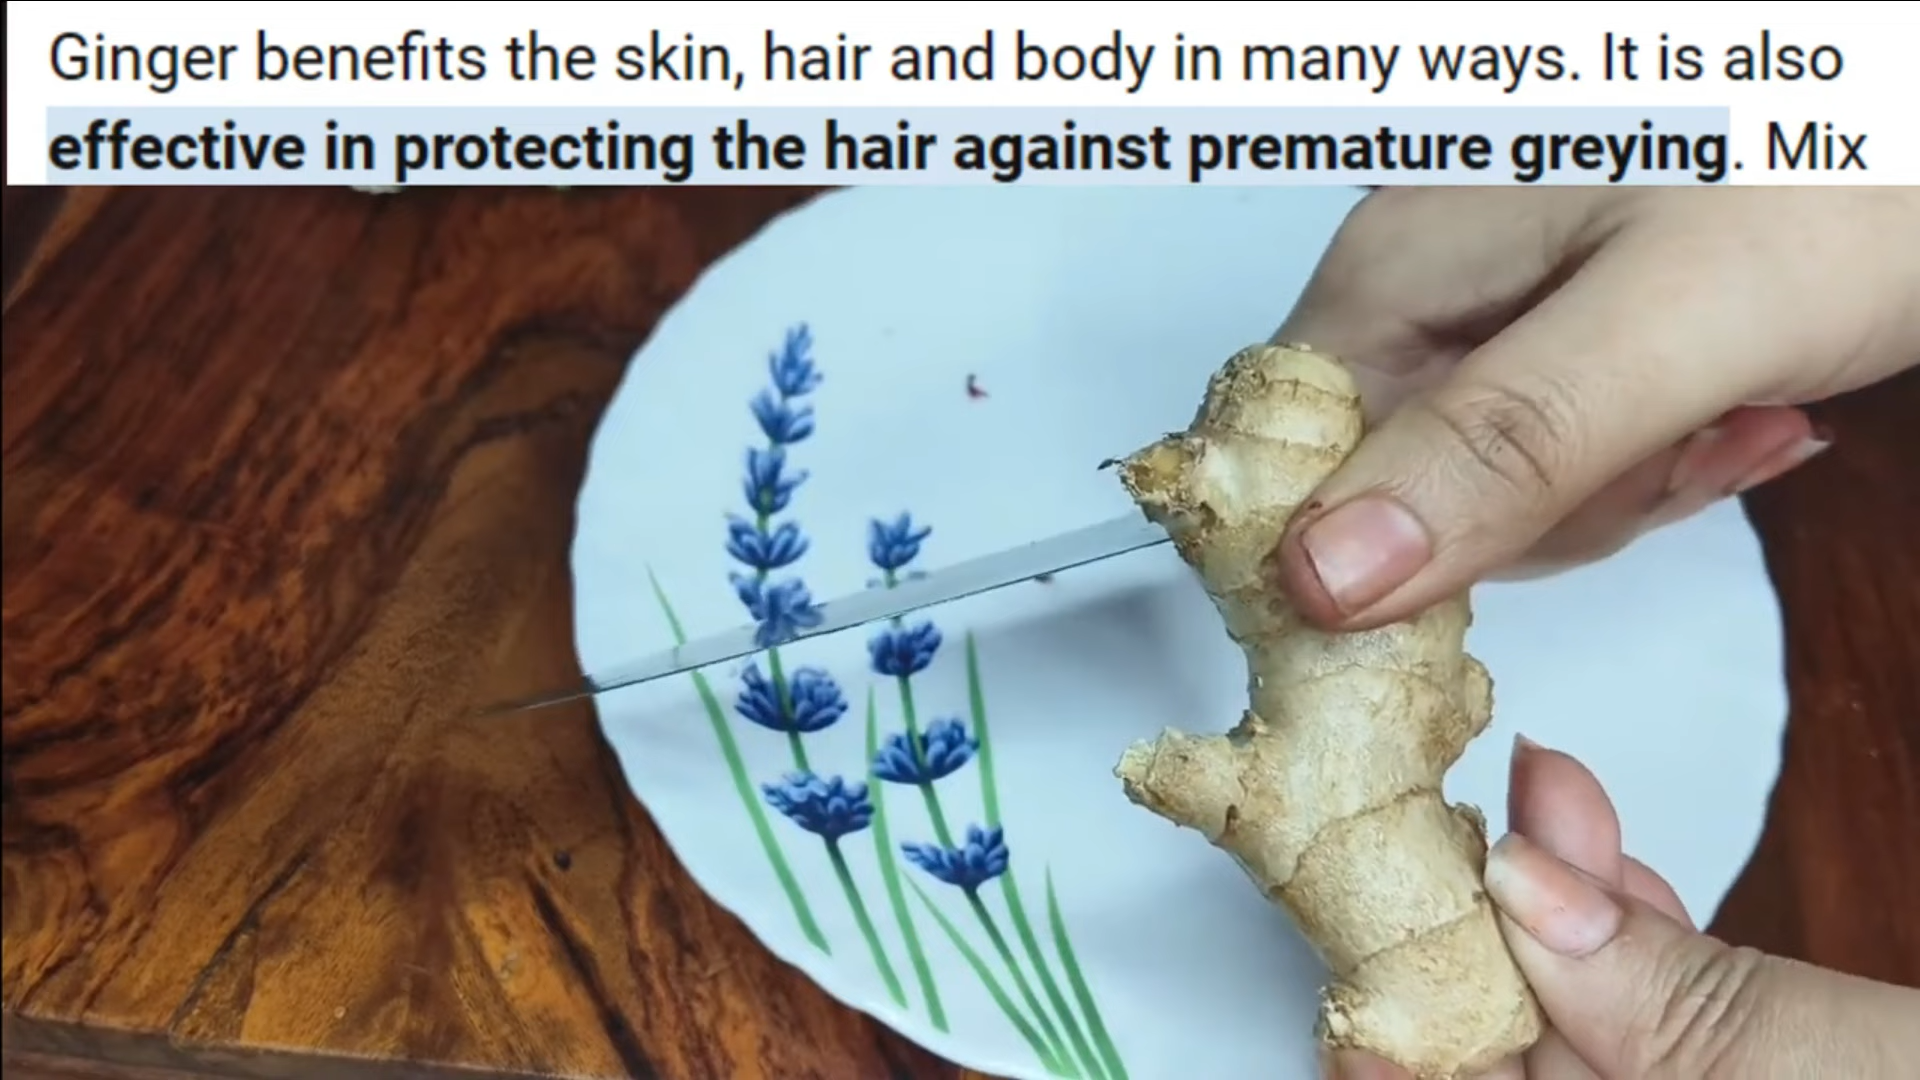 Ginger benefits the skin, hair and body in many ways. It is also
effective in protecting the hair against premature greying. Mix